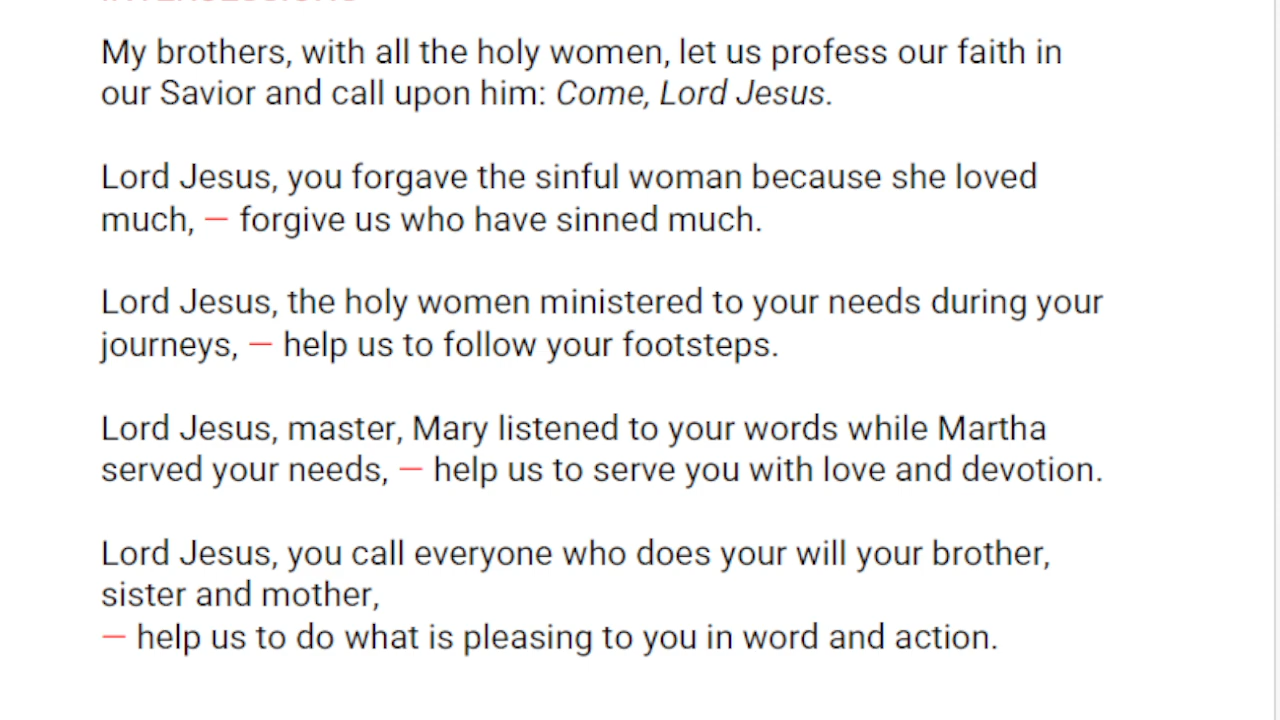 My brothers, with all the holy women, let us profess our faith in
our Savior and call upon him: Come, Lord Jesus.
Lord Jesus, you forgave the sinful woman because she loved
much, — forgive us who have sinned much.
Lord Jesus, the holy women ministered to your needs during your
journeys, — help us to follow your footsteps.
Lord Jesus, master, Mary listened to your words while Martha
served your needs, — help us to serve you with love and devotion.
Lord Jesus, you call everyone who does your will your brother,
sister and mother,
— help us to do what is pleasing to you in word and action.